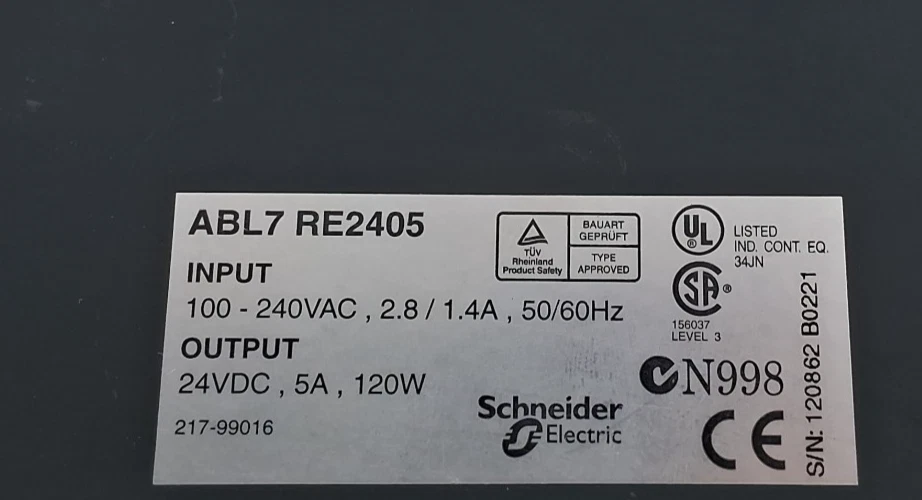 ABL7 RE2405
INPUT
100 - 240VAC , 2.8 / 1.4A , 50/60Hz
OUTPUT
24VDC , 5A , 120W
217-99016
TÜV
Rheinland
Product Safety
BAUART
GEPRÜFT
TYPE
APPROVED
UL
®
LISTED
IND. CONT. EQ.
34JN
SA ®
156037
LEVEL 3
N998
Schneider
Electric
CE
S/N: 120862 B0221